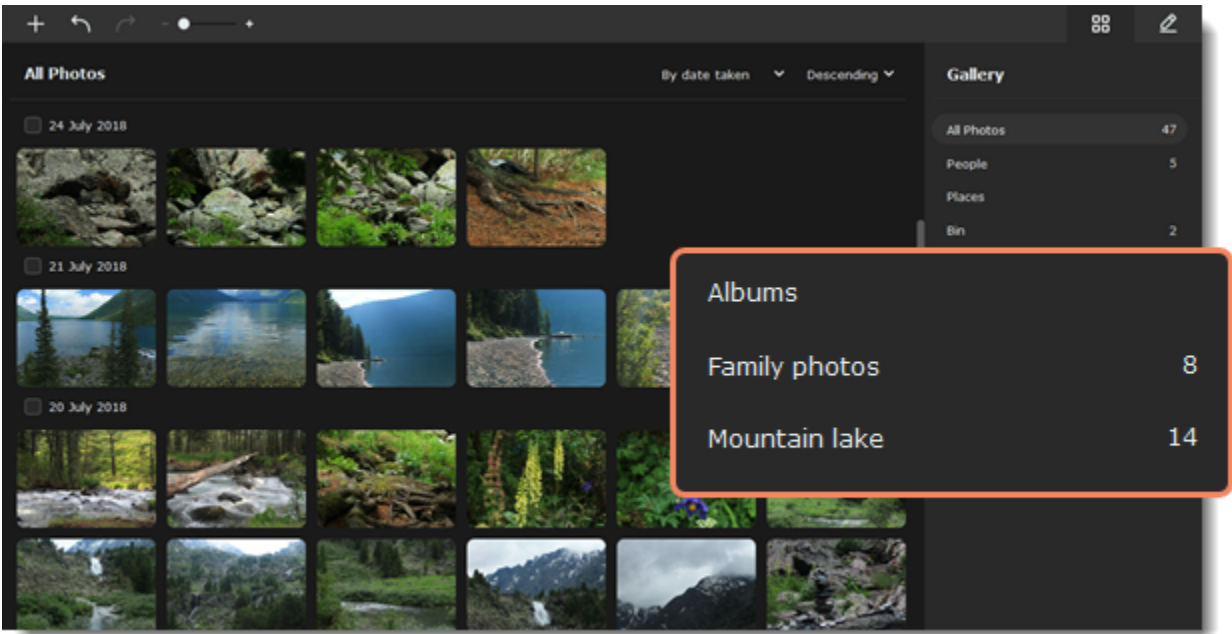 All Photos
By date taken
Descending
Gallery
24 July 2018
All Photos 47
People 5
Places
Bin 2
21 July 2018
Albums
Family photos 8
Mountain lake 14
20 July 2018